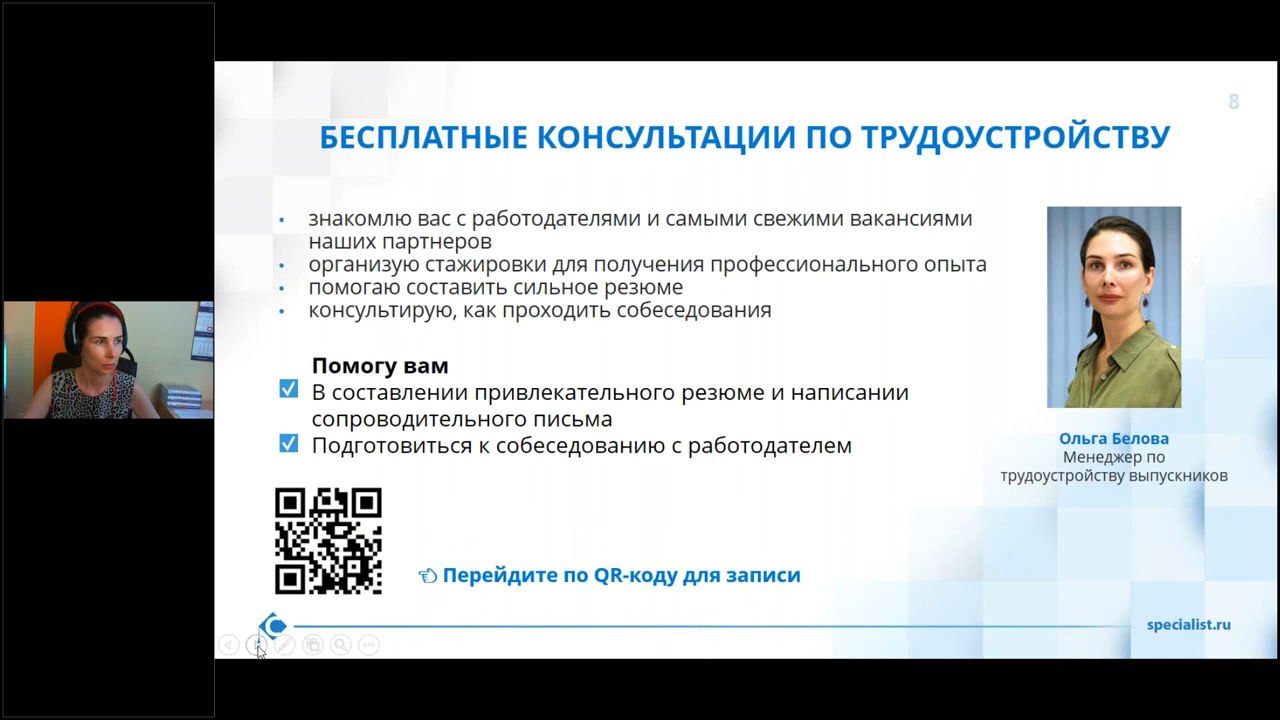 8
БЕСПЛАТНЫЕ КОНСУЛЬТАЦИИ ПО ТРУДОУСТРОЙСТВУ
• знакомлю вас с работодателями и самыми свежими вакансиями
наших партнеров
• организую стажировки для получения профессионального опыта
• помогаю составить сильное резюме
• консультирую, как проходить собеседования
Помогу вам
В составлении привлекательного резюме и написании
сопроводительного письма
Подготовиться к собеседованию с работодателем
Ольга Белова
Менеджер по
трудоустройству выпускников
Перейдите по QR-коду для записи
specialist.ru